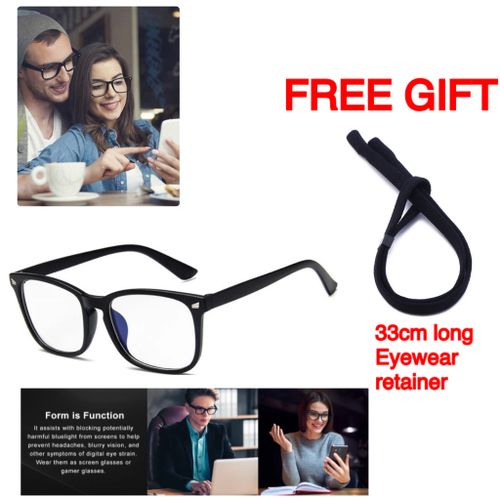 FREE GIFT
33cm long
Eyewear
retainer
Form is Function
It assists with blocking potentially
harmful bluelight from screens to help
prevent headaches, blurry vision, and
other symptoms of digital eye strain.
Wear them as screen glasses or
gamer glasses.